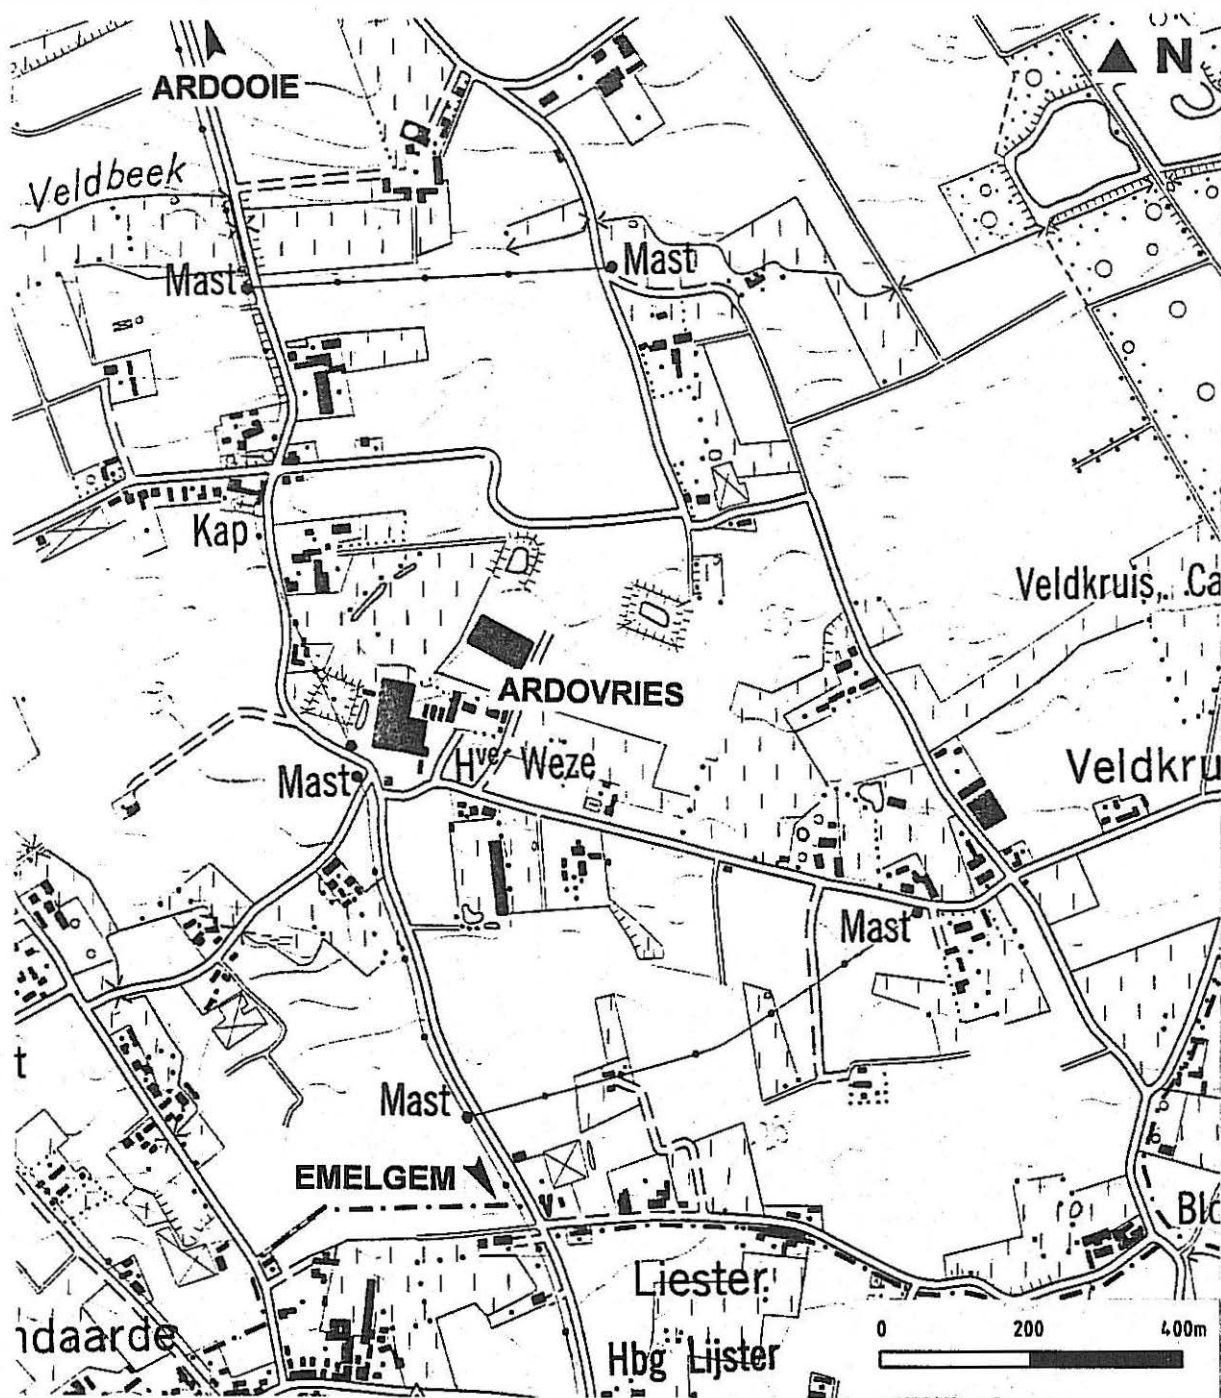 N
ARDOOIE
Veldbeek
Mast
Mast
Kap
Veldkruis, Ca
ARDOVRIES
Hve Weze
Mast
Veldkru
Mast
t
Mast
EMELGEM
Blo
Liester
ndaarde
Hbg Lijster
0 200 400m